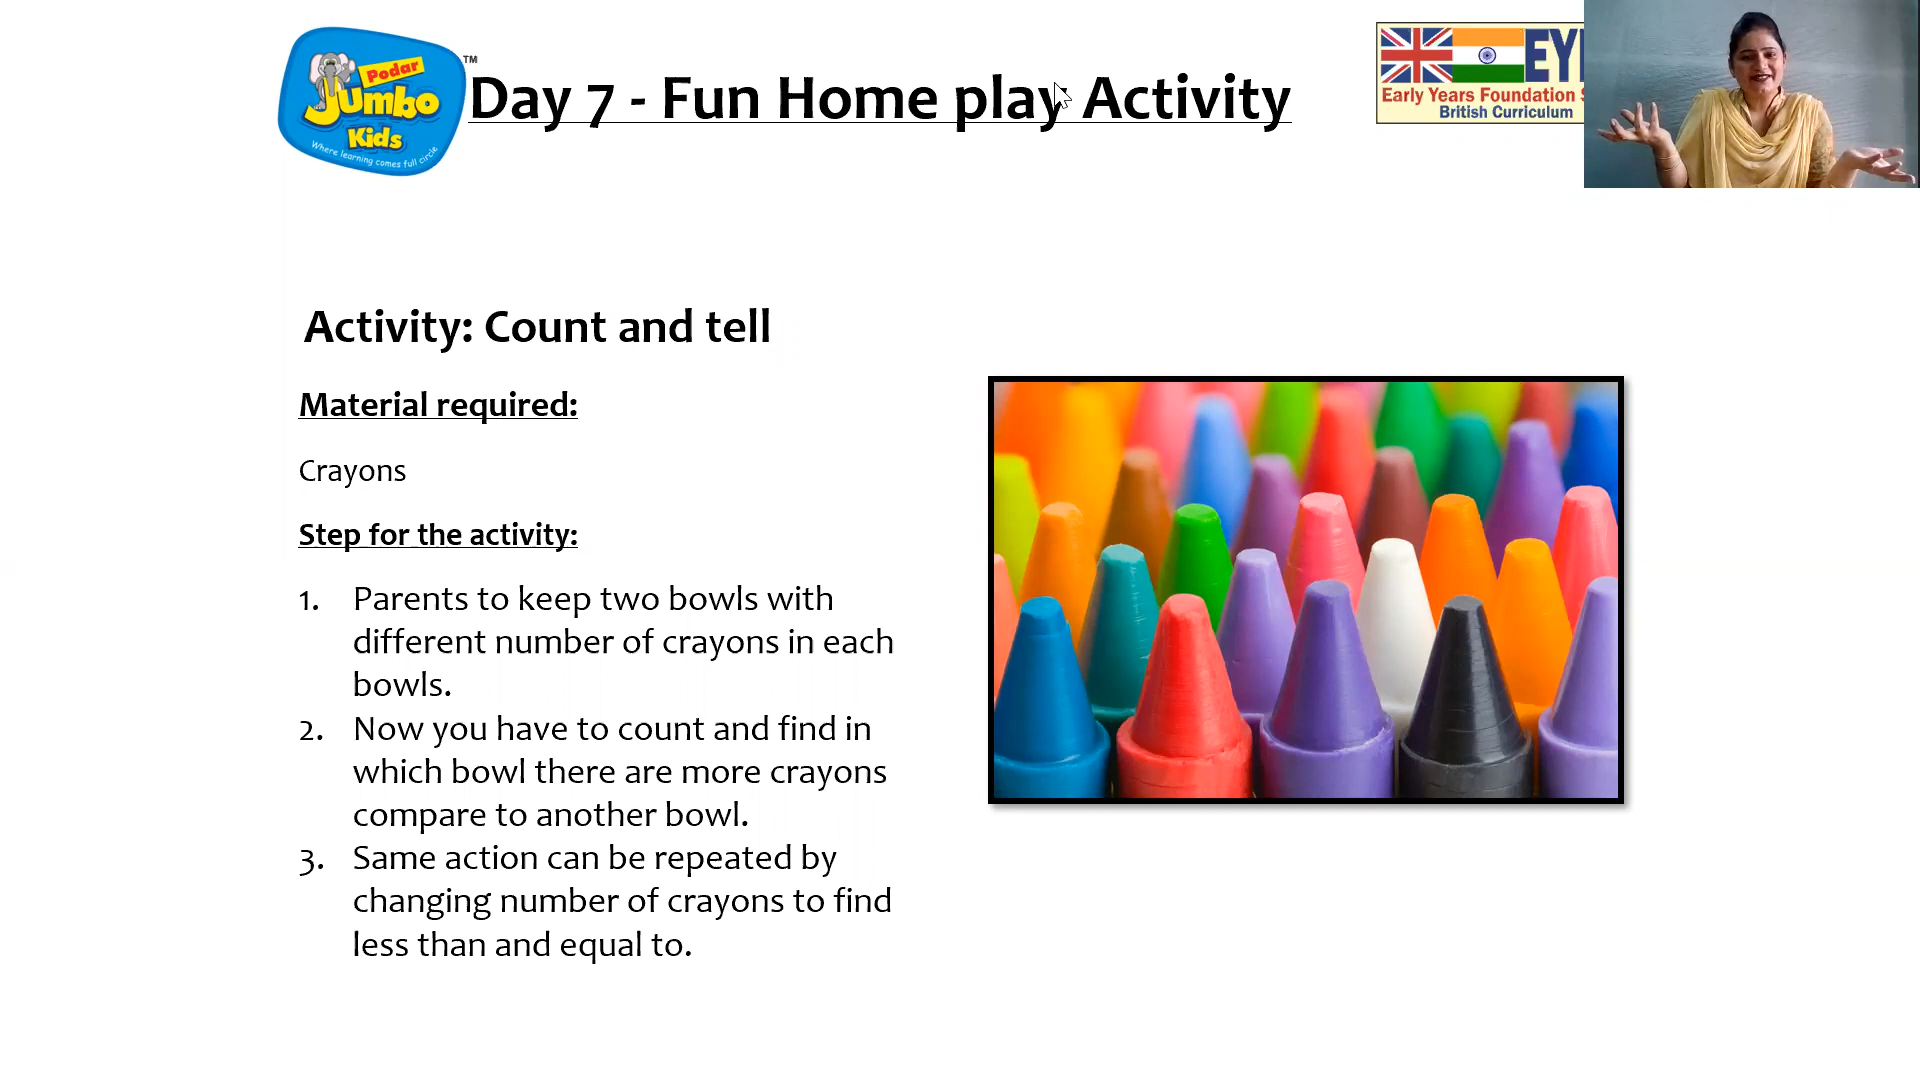 Podar
Jumbo
Kids
Where learning comes full circle
TM
Day 7 - Fun Home play Activity
EY
Early Years Foundation S
British Curriculum
Activity: Count and tell
Material required:
Crayons
Step for the activity:
1. Parents to keep two bowls with
different number of crayons in each
bowls.
2. Now you have to count and find in
which bowl there are more crayons
compare to another bowl.
3. Same action can be repeated by
changing number of crayons to find
less than and equal to.